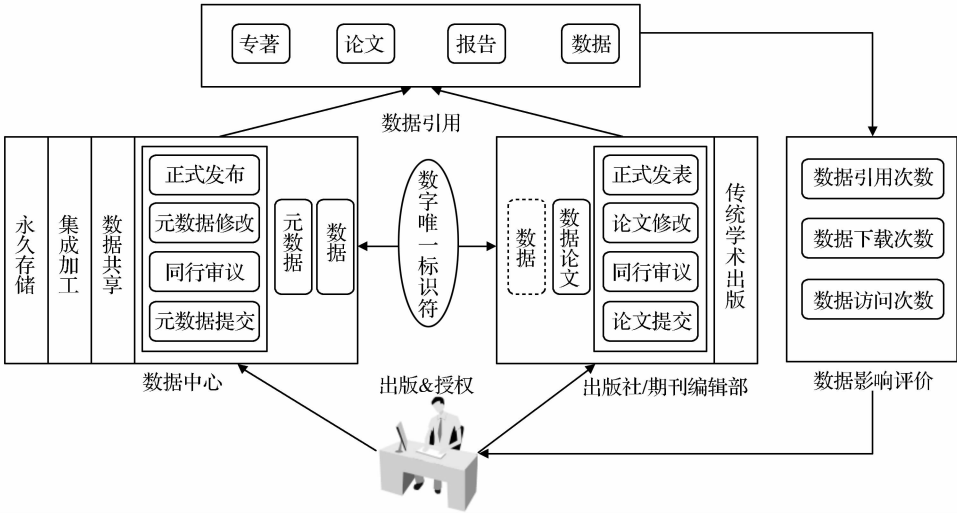 专著
论文
报告
数据
数据引用
永久存储
集成加工
数据共享
正式发布
元数据修改
同行审议
元数据提交
元数据
数据
数据中心
数字唯一标识符
数据
数据论文
正式发表
论文修改
同行审议
论文提交
传统学术出版
出版社/期刊编辑部
数据引用次数
数据下载次数
数据访问次数
数据影响评价
出版&授权